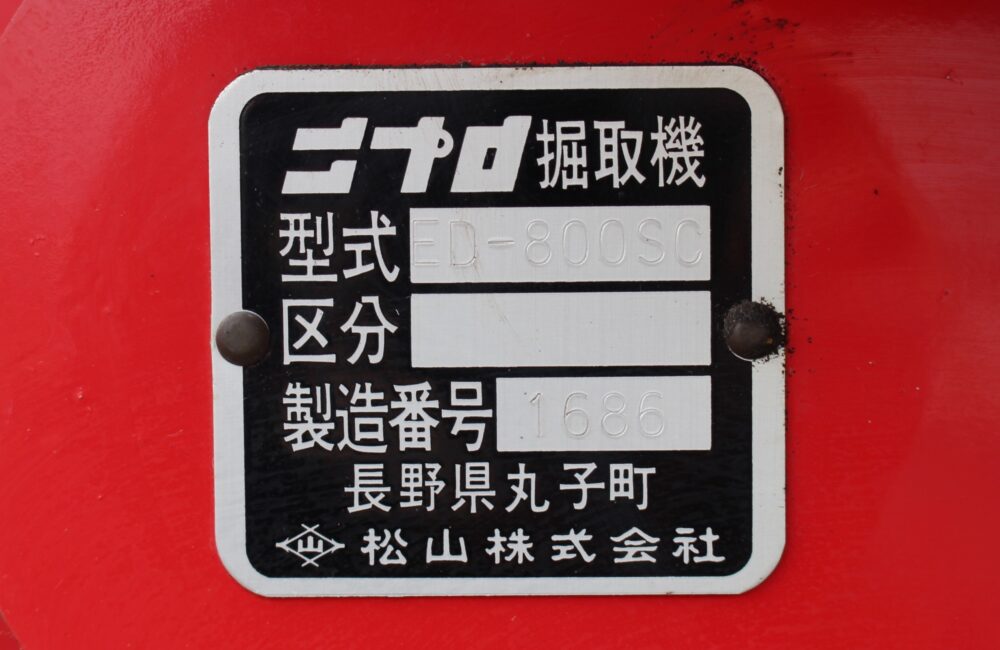 ニプロ掘取機
型式 ED-800SC
区分
製造番号 1686
長野県丸子町
山 松山株式会社